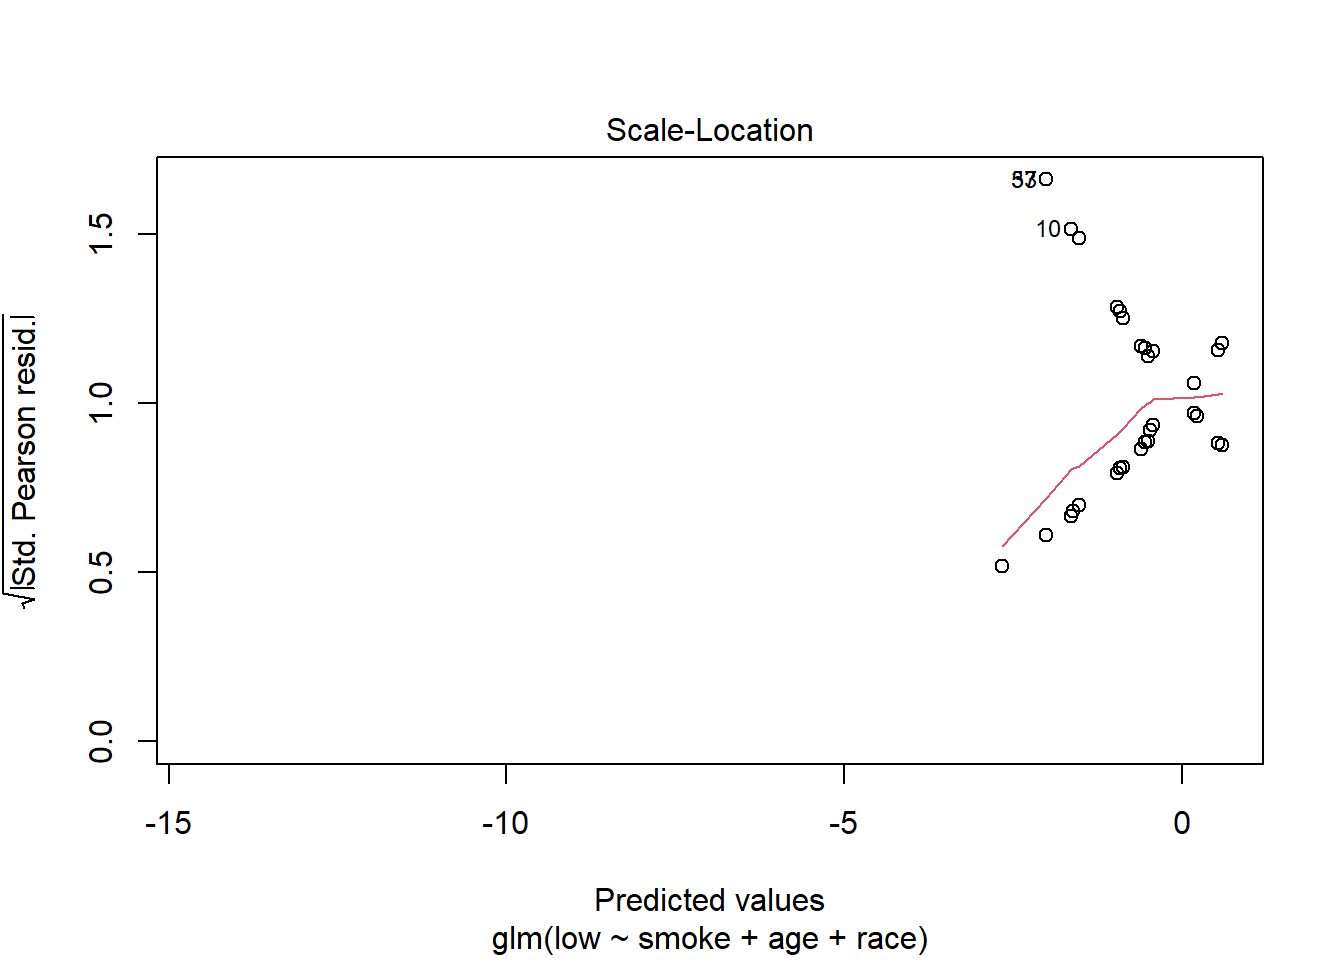 Scale-Location
√|Std. Pearson resid.|
1.5
1.0
0.5
0.0
10
-15
-10
-5
0
Predicted values
glm(low ~ smoke + age + race)